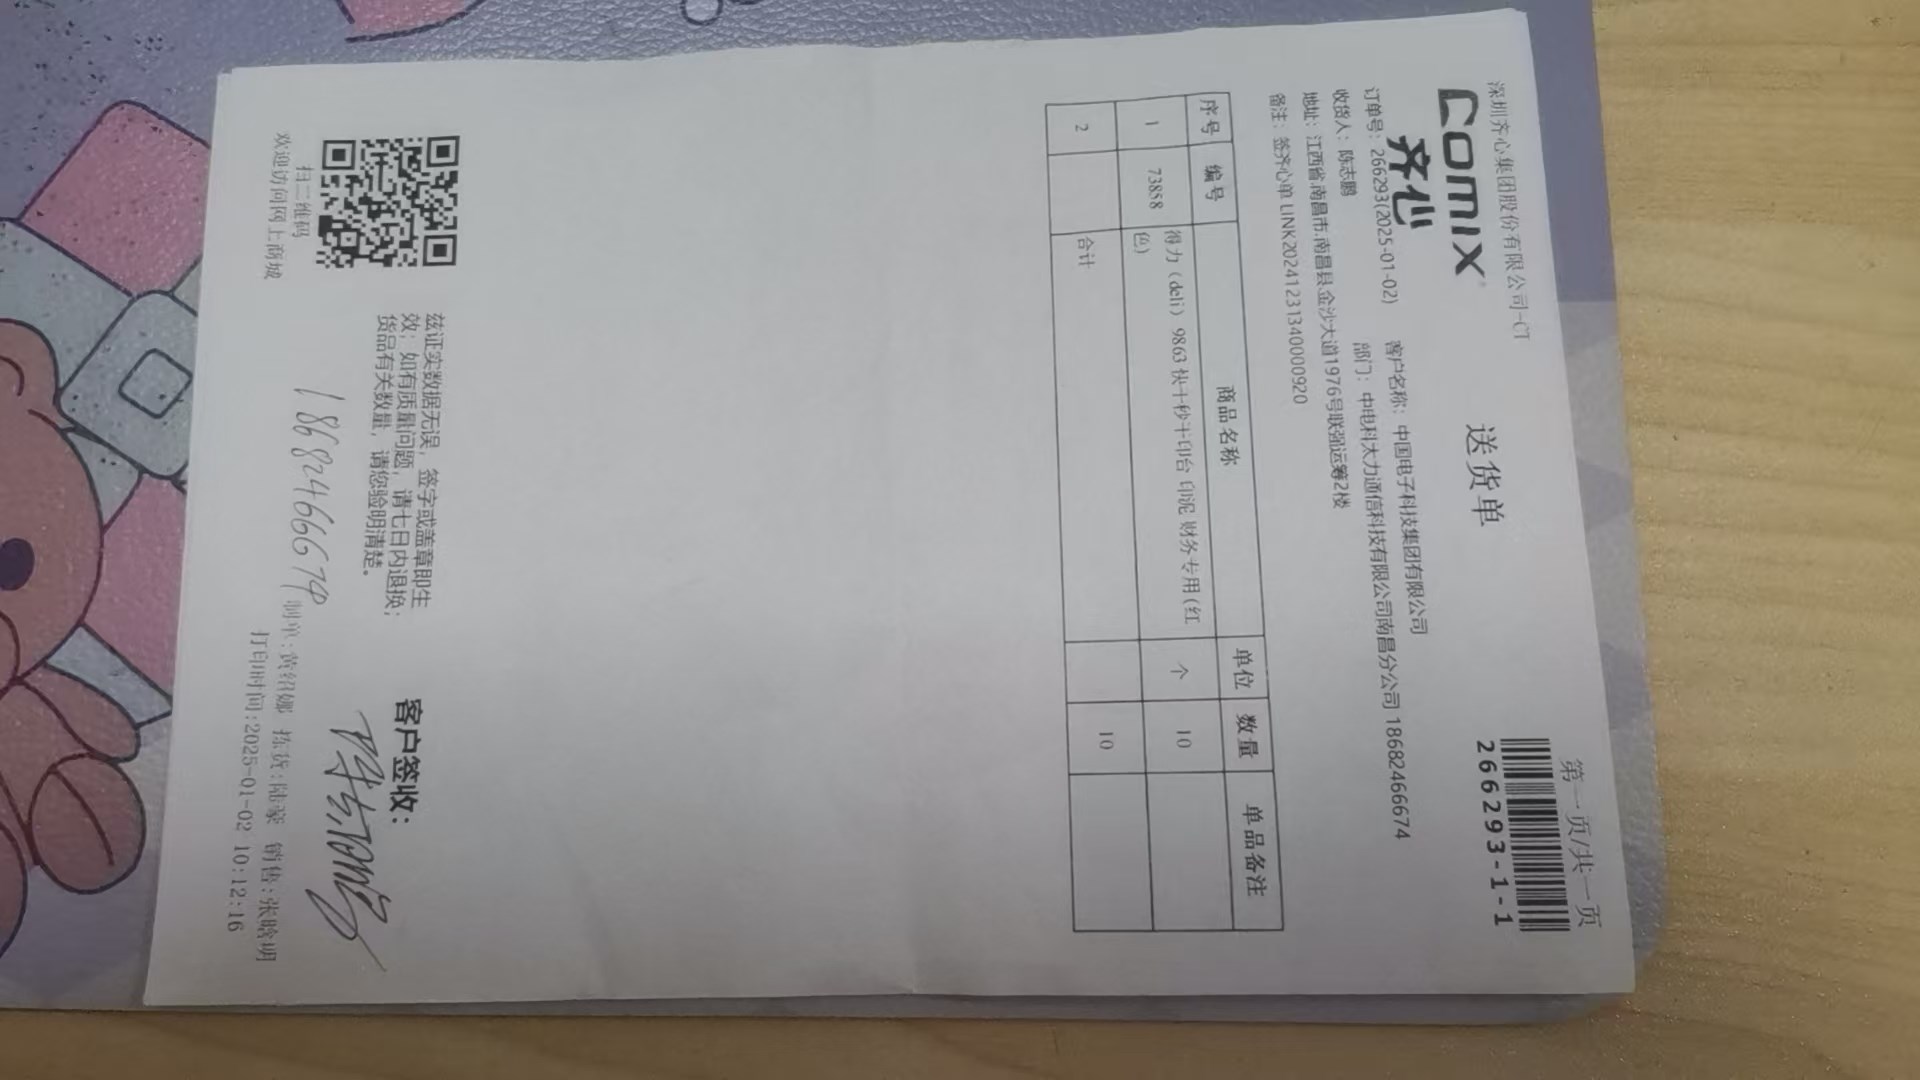 深圳齐心集团股份有限公司-CT
comix
齐心
送货单
第一页/共一页
266293-1-1
订单号：266293(2025-01-02)
客户名称：中国电子科技集团有限公司
收货人：陈志鹏
部门：中电科太力通信科技有限公司南昌分公司 18682466674
地址：江西省,南昌市,南昌县,金沙大道1976号联强运筹2楼
备注：签齐心单 LINK2024123134000920
序号 编号 商品名称 单位 数量 单品备注
1 73858 得力（deli）9863 快干秒干印台 印泥 财务专用(红色) 个 10
2 合计 10
扫二维码
欢迎访问网上商城
兹证实数据无误，签字或盖章即生
效；如有质量问题，请七日内退换；
货品有关数量，请您验明清楚。
18682466674
客户签收：
制单：黄绍娜 拣货：陆豪 销售：张晗明
打印时间:2025-01-02 10:12:16